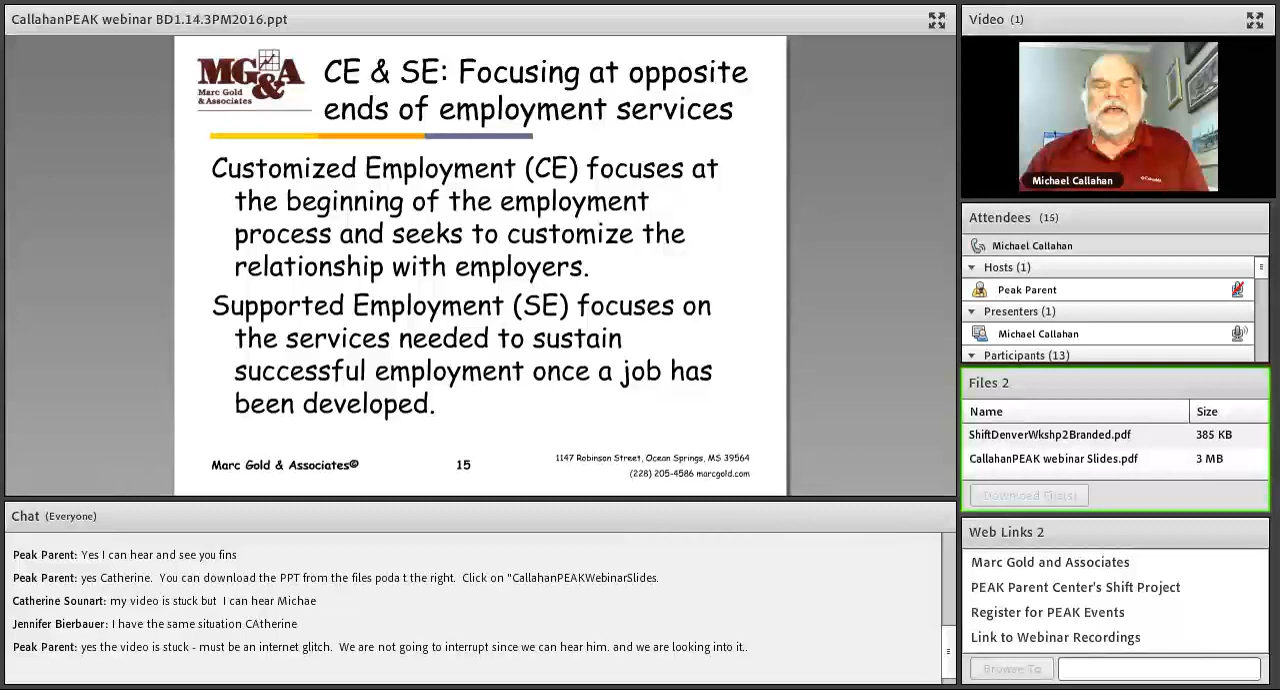 CallahanPEAK webinar BD1.14.3PM2016.ppt
MG&A
Marc Gold
& Associates
CE & SE: Focusing at opposite
ends of employment services
Customized Employment (CE) focuses at
the beginning of the employment
process and seeks to customize the
relationship with employers.
Supported Employment (SE) focuses on
the services needed to sustain
successful employment once a job has
been developed.
Marc Gold & Associates©
15
1147 Robinson Street, Ocean Springs, MS 39564
(228) 205-4586 marcgold.com
Chat (Everyone)
Peak Parent: Yes I can hear and see you fins
Peak Parent: yes Catherine. You can download the PPT from the files poda t the right. Click on "CallahanPEAKWebinarSlides.
Catherine Sounart: my video is stuck but I can hear Michae
Jennifer Bierbauer: I have the same situation CAtherine
Peak Parent: yes the video is stuck - must be an internet glitch. We are not going to interrupt since we can hear him. and we are looking into it..
Video (1)
Michael Callahan
Attendees (15)
Michael Callahan
Hosts (1)
Peak Parent
Presenters (1)
Michael Callahan
Participants (13)
Files 2
Name Size
ShiftDenverWkshp2Branded.pdf 385 KB
CallahanPEAK webinar Slides.pdf 3 MB
Download File(s)
Web Links 2
Marc Gold and Associates
PEAK Parent Center's Shift Project
Register for PEAK Events
Link to Webinar Recordings
Browse To